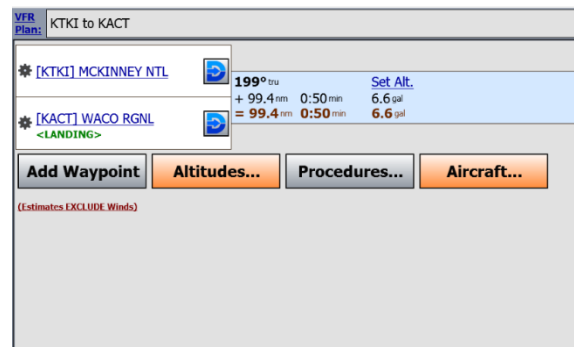 VFR Plan: KTKI to KACT
[KTKI] MCKINNEY NTL
199° tru Set Alt.
+ 99.4 nm 0:50 min 6.6 gal
[KACT] WACO RGNL
= 99.4 nm 0:50 min 6.6 gal
<LANDING>
Add Waypoint Altitudes... Procedures... Aircraft...
(Estimates EXCLUDE Winds)